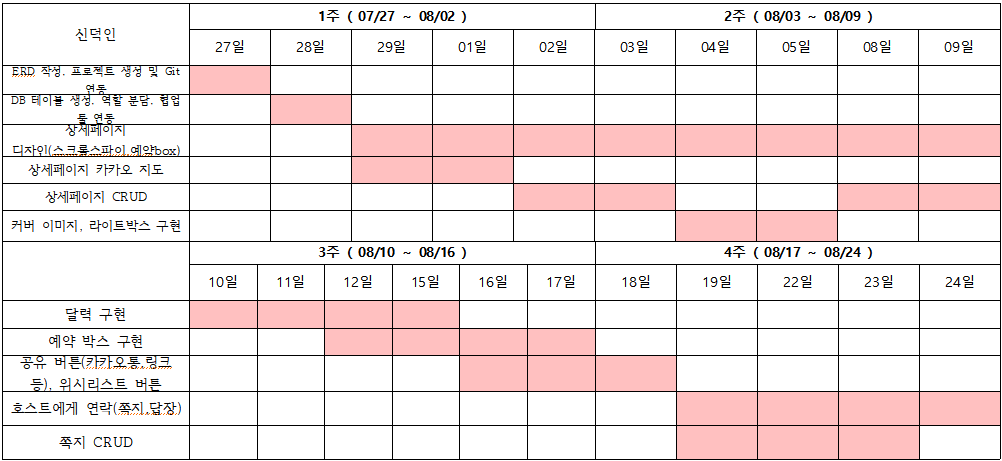 신덕인
1주 ( 07/27 ~ 08/02 )
2주 ( 08/03 ~ 08/09 )
27일 28일 29일 01일 02일 03일 04일 05일 08일 09일
ERD 작성, 프로젝트 생성 및 Git
연동
DB 테이블 생성, 역할 분담, 협업
툴 연동
상세페이지
디자인(스크롤스파이,예약box)
상세페이지 카카오 지도
상세페이지 CRUD
커버 이미지, 라이트박스 구현
3주 ( 08/10 ~ 08/16 )
4주 ( 08/17 ~ 08/24 )
10일 11일 12일 15일 16일 17일 18일 19일 22일 23일 24일
달력 구현
예약 박스 구현
공유 버튼(카카오톡,링크
등), 위시리스트 버튼
호스트에게 연락(쪽지,답장)
쪽지 CRUD